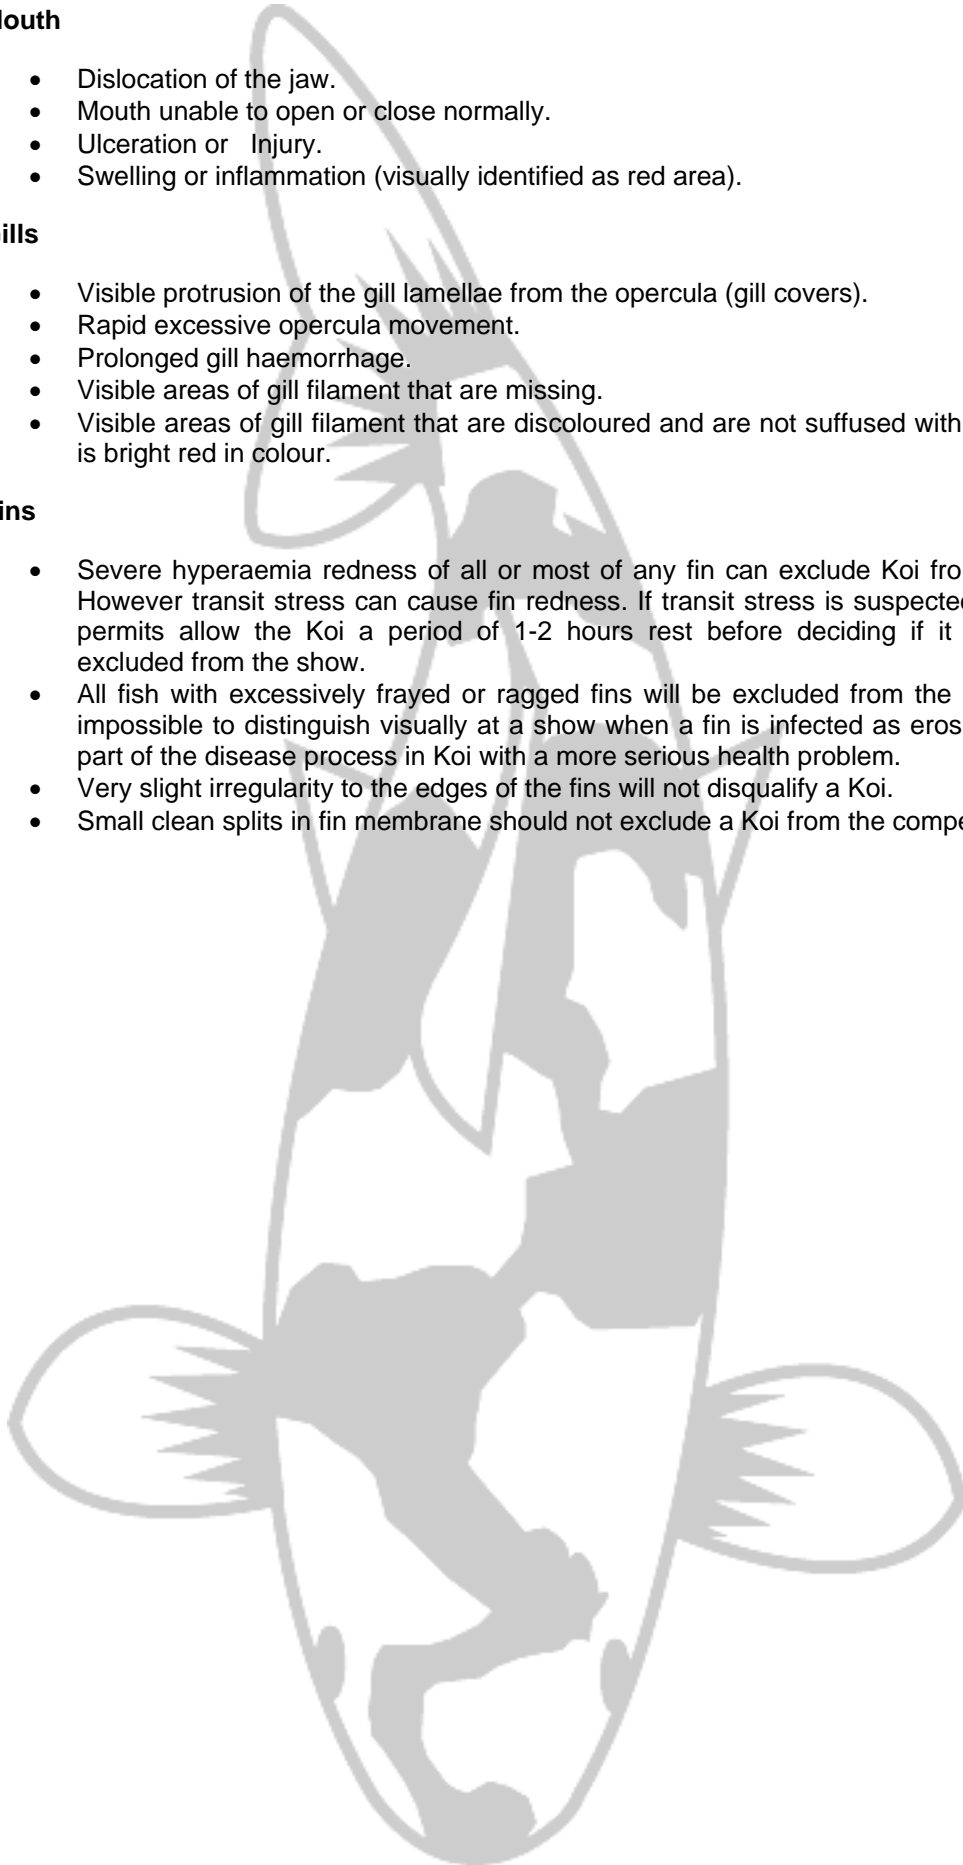 outh
• Dislocation of the jaw.
• Mouth unable to open or close normally.
• Ulceration or Injury.
• Swelling or inflammation (visually identified as red area).
ills
• Visible protrusion of the gill lamellae from the opercula (gill covers).
• Rapid excessive opercula movement.
• Prolonged gill haemorrhage.
• Visible areas of gill filament that are missing.
• Visible areas of gill filament that are discoloured and are not suffused with
is bright red in colour.
ins
• Severe hyperaemia redness of all or most of any fin can exclude Koi fro
However transit stress can cause fin redness. If transit stress is suspected
permits allow the Koi a period of 1-2 hours rest before deciding if it
excluded from the show.
• All fish with excessively frayed or ragged fins will be excluded from the
impossible to distinguish visually at a show when a fin is infected as eros
part of the disease process in Koi with a more serious health problem.
• Very slight irregularity to the edges of the fins will not disqualify a Koi.
• Small clean splits in fin membrane should not exclude a Koi from the compe